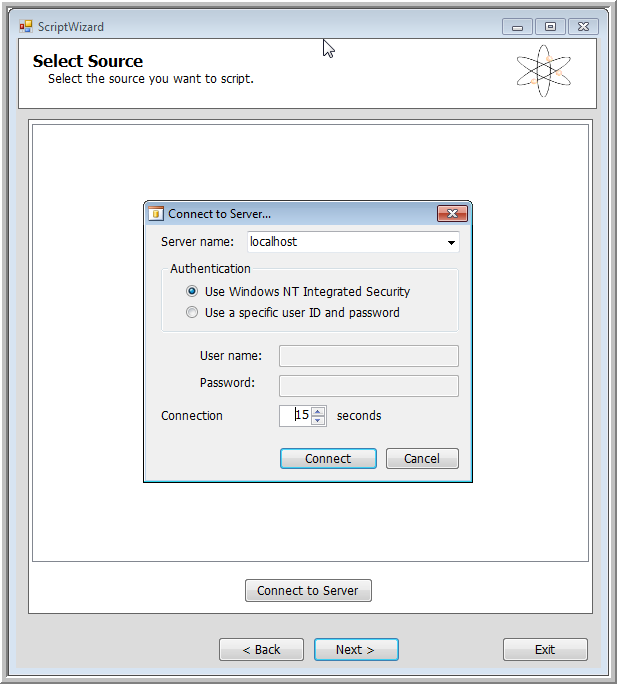 ScriptWizard
Select Source
Select the source you want to script.
Connect to Server...
Server name: localhost
Authentication
Use Windows NT Integrated Security
Use a specific user ID and password
User name:
Password:
Connection 15 seconds
Connect Cancel
Connect to Server
< Back Next > Exit